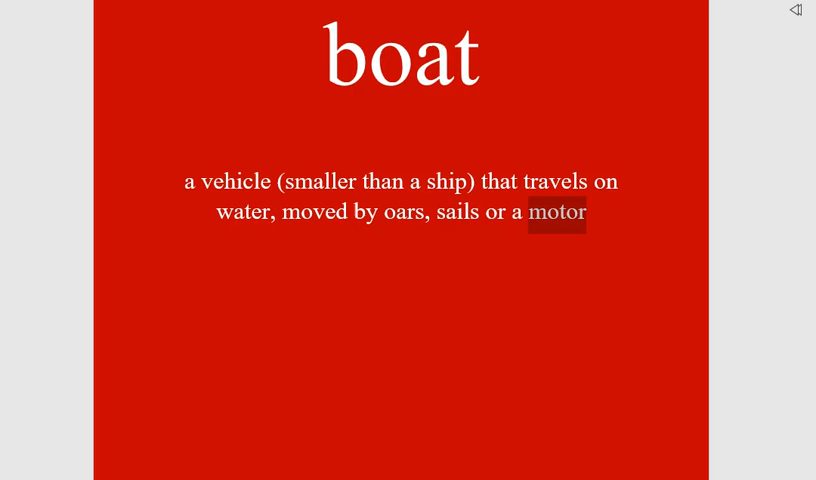 boat
a vehicle (smaller than a ship) that travels on
water, moved by oars, sails or a motor